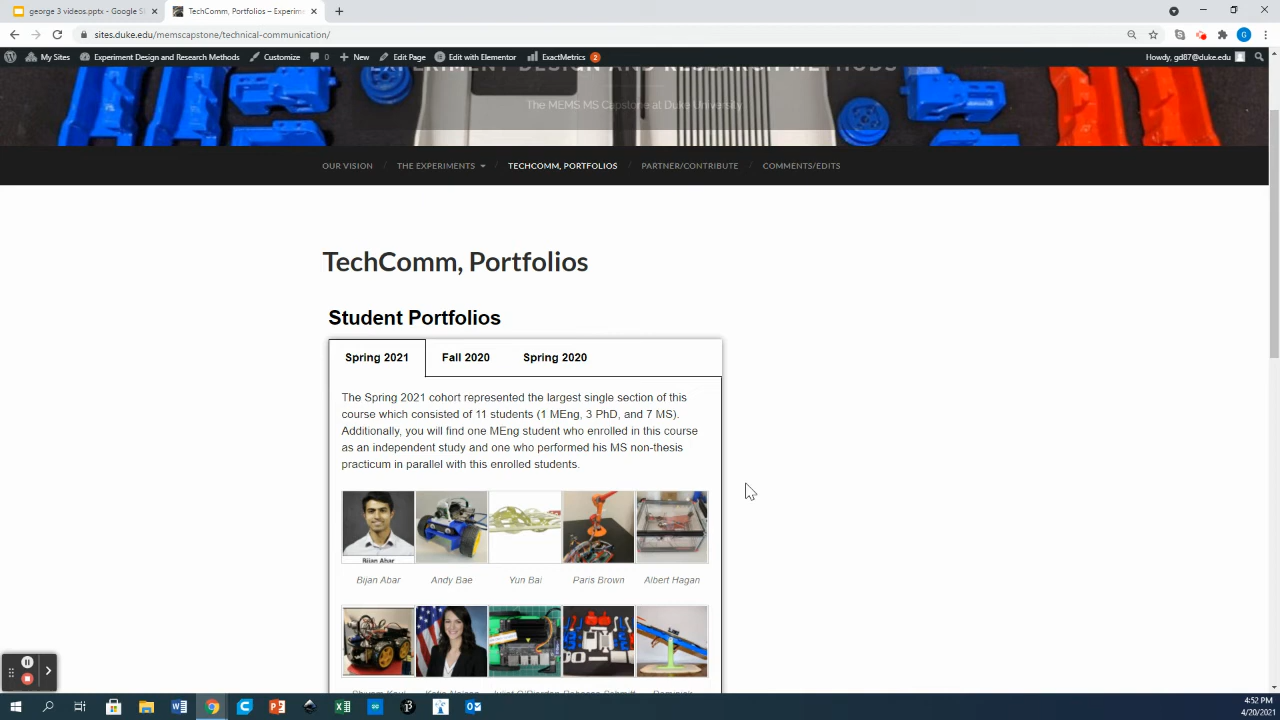 george 3 videos.pptx - Google Sl
TechComm, Portfolios – Experime
sites.duke.edu/memscapstone/technical-communication/
G
My Sites
Experiment Design and Research Methods
Customize
0
New
Edit Page
Edit with Elementor
ExactMetrics
2
Howdy, gd87@duke.edu
EXPERIMENT DESIGN AND RESEARCH METHODS
The MEMS MS Capstone at Duke University
OUR VISION / THE EXPERIMENTS / TECHCOMM, PORTFOLIOS / PARTNER/CONTRIBUTE / COMMENTS/EDITS
TechComm, Portfolios
Student Portfolios
Spring 2021
Fall 2020
Spring 2020
The Spring 2021 cohort represented the largest single section of this
course which consisted of 11 students (1 MEng, 3 PhD, and 7 MS).
Additionally, you will find one MEng student who enrolled in this course
as an independent study and one who performed his MS non-thesis
practicum in parallel with this enrolled students.
Bijan Abar
Bijan Abar
Andy Bae
Yun Bai
Paris Brown
Albert Hagan
4:52 PM
4/20/2021